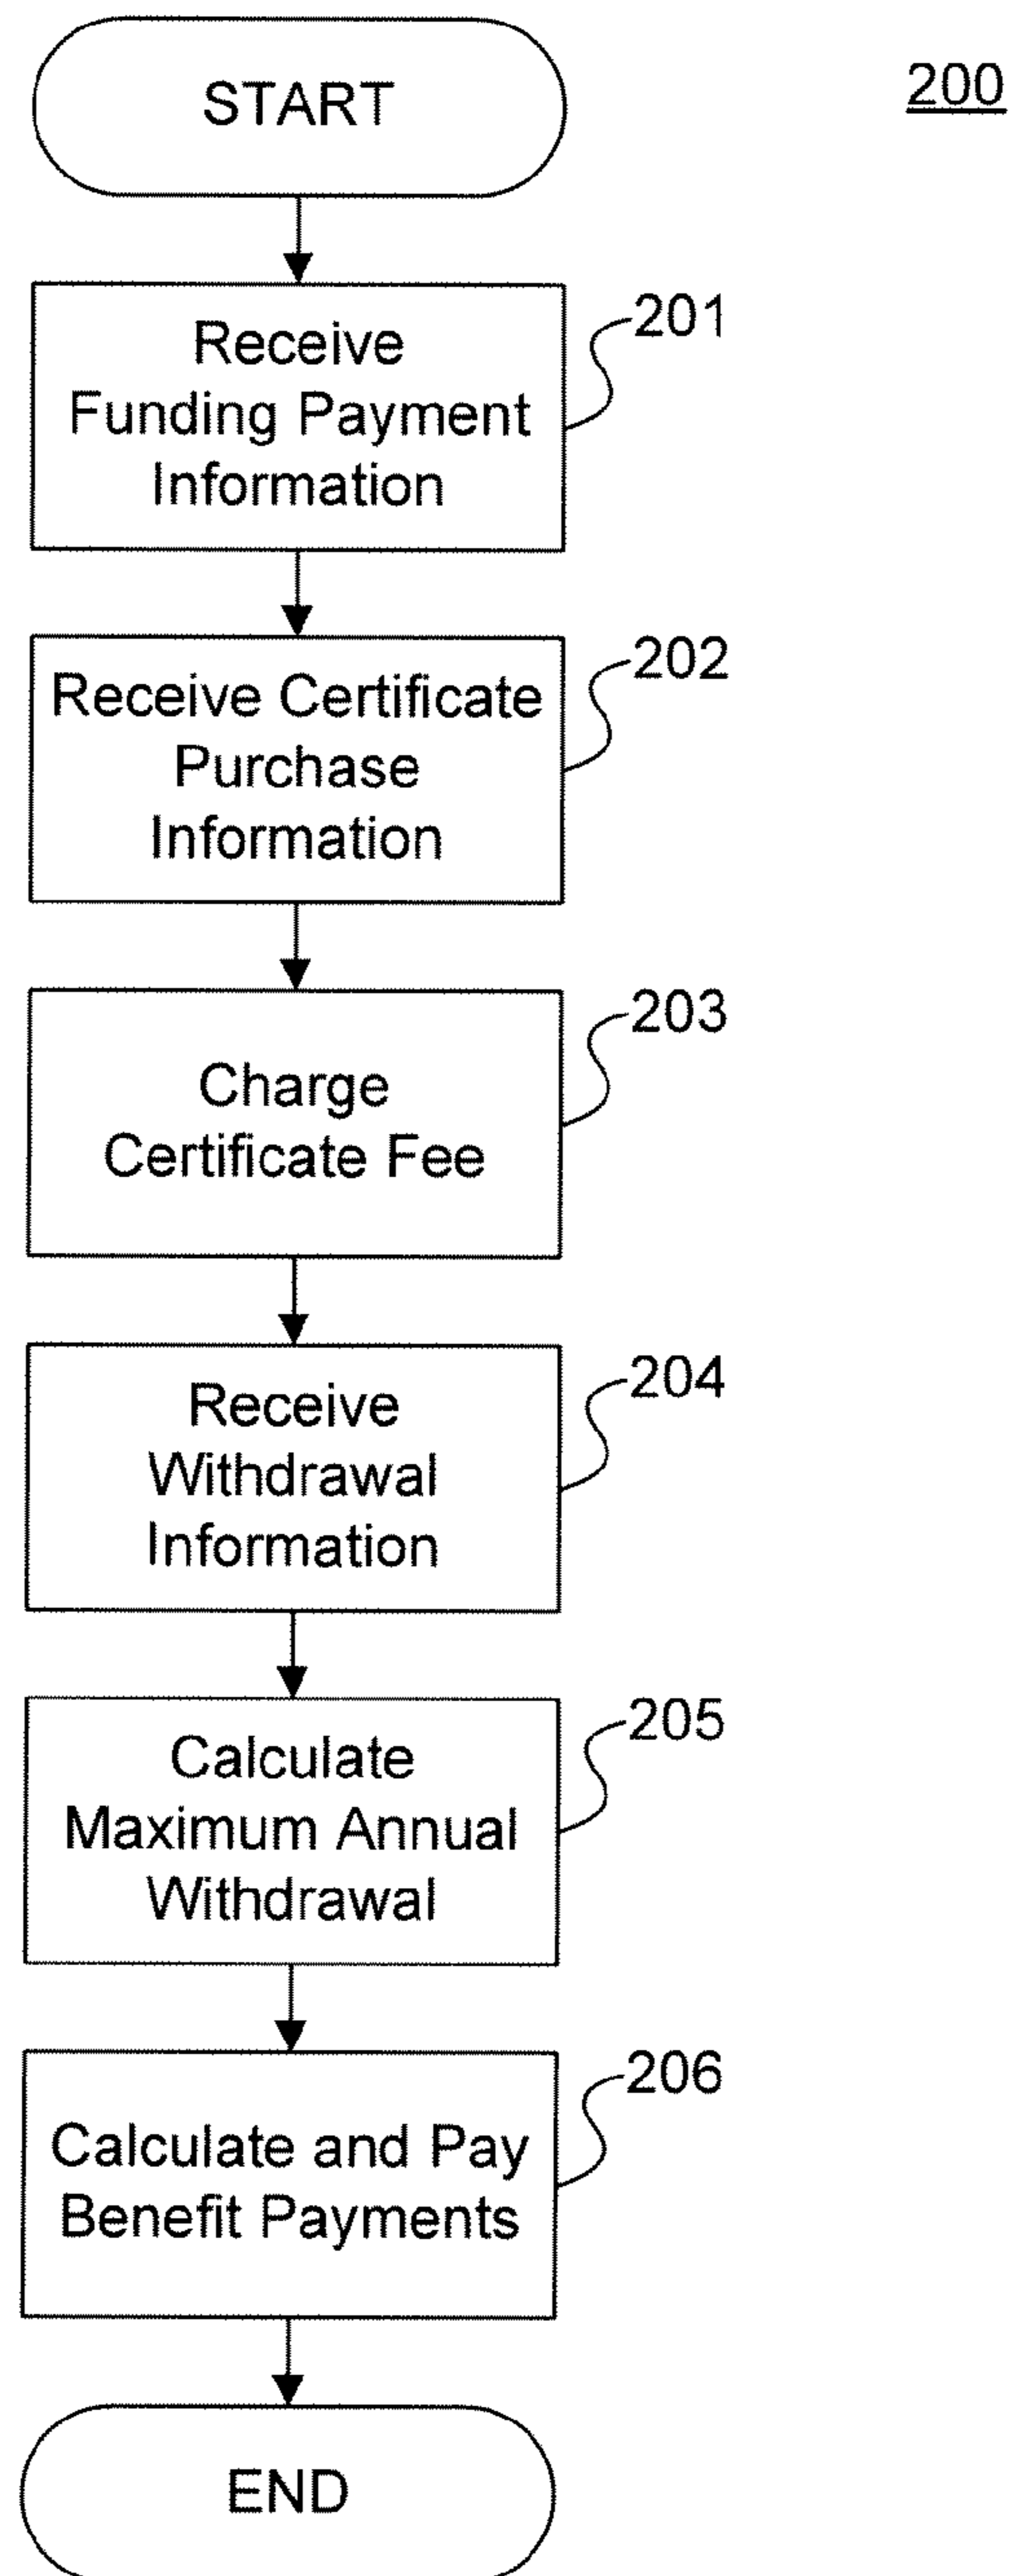 START
200
Receive
Funding Payment
Information
201
Receive Certificate
Purchase
Information
202
Charge
Certificate Fee
203
Receive
Withdrawal
Information
204
Calculate
Maximum Annual
Withdrawal
205
Calculate and Pay
Benefit Payments
206
END